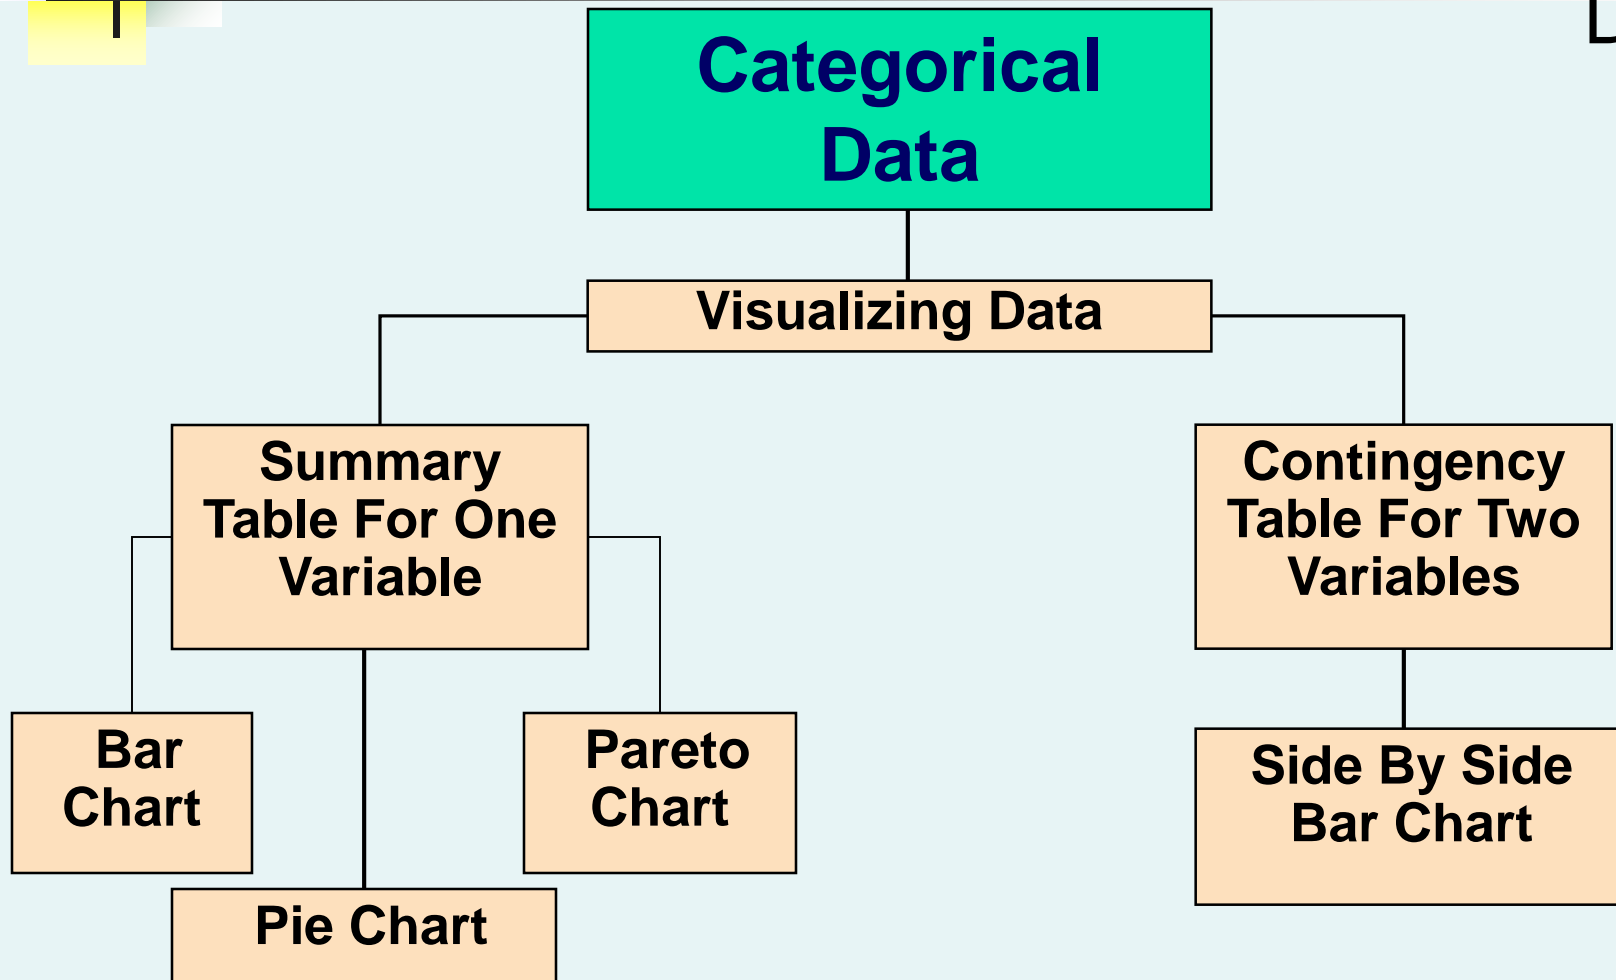 Categorical
Data
Visualizing Data
Summary
Table For One
Variable
Contingency
Table For Two
Variables
Bar
Chart
Pareto
Chart
Side By Side
Bar Chart
Pie Chart